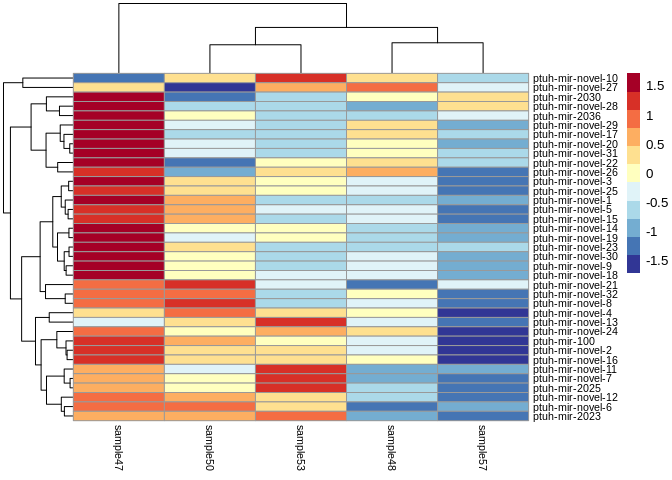 ptuh-mir-novel-10
ptuh-mir-novel-27
ptuh-mir-2030
ptuh-mir-novel-28
ptuh-mir-2036
ptuh-mir-novel-29
ptuh-mir-novel-17
ptuh-mir-novel-20
ptuh-mir-novel-31
ptuh-mir-novel-22
ptuh-mir-novel-26
ptuh-mir-novel-3
ptuh-mir-novel-25
ptuh-mir-novel-1
ptuh-mir-novel-5
ptuh-mir-novel-15
ptuh-mir-novel-14
ptuh-mir-novel-19
ptuh-mir-novel-23
ptuh-mir-novel-30
ptuh-mir-novel-9
ptuh-mir-novel-18
ptuh-mir-novel-21
ptuh-mir-novel-32
ptuh-mir-novel-8
ptuh-mir-novel-4
ptuh-mir-novel-13
ptuh-mir-novel-24
ptuh-mir-100
ptuh-mir-novel-2
ptuh-mir-novel-16
ptuh-mir-novel-11
ptuh-mir-novel-7
ptuh-mir-2025
ptuh-mir-novel-12
ptuh-mir-novel-6
ptuh-mir-2023
1.5
1
0.5
0
-0.5
-1
-1.5
sample47
sample50
sample53
sample48
sample57